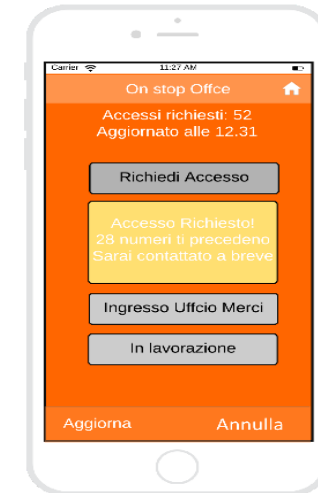 Carrier 11:27 AM
On stop Offce
Accessi richiesti: 52
Aggiornato alle 12.31
Richiedi Accesso
Accesso Richiesto!
28 numeri ti precedeno
Sarai contattato a breve
Ingresso Uffcio Merci
In lavorazione
Aggiorna Annulla